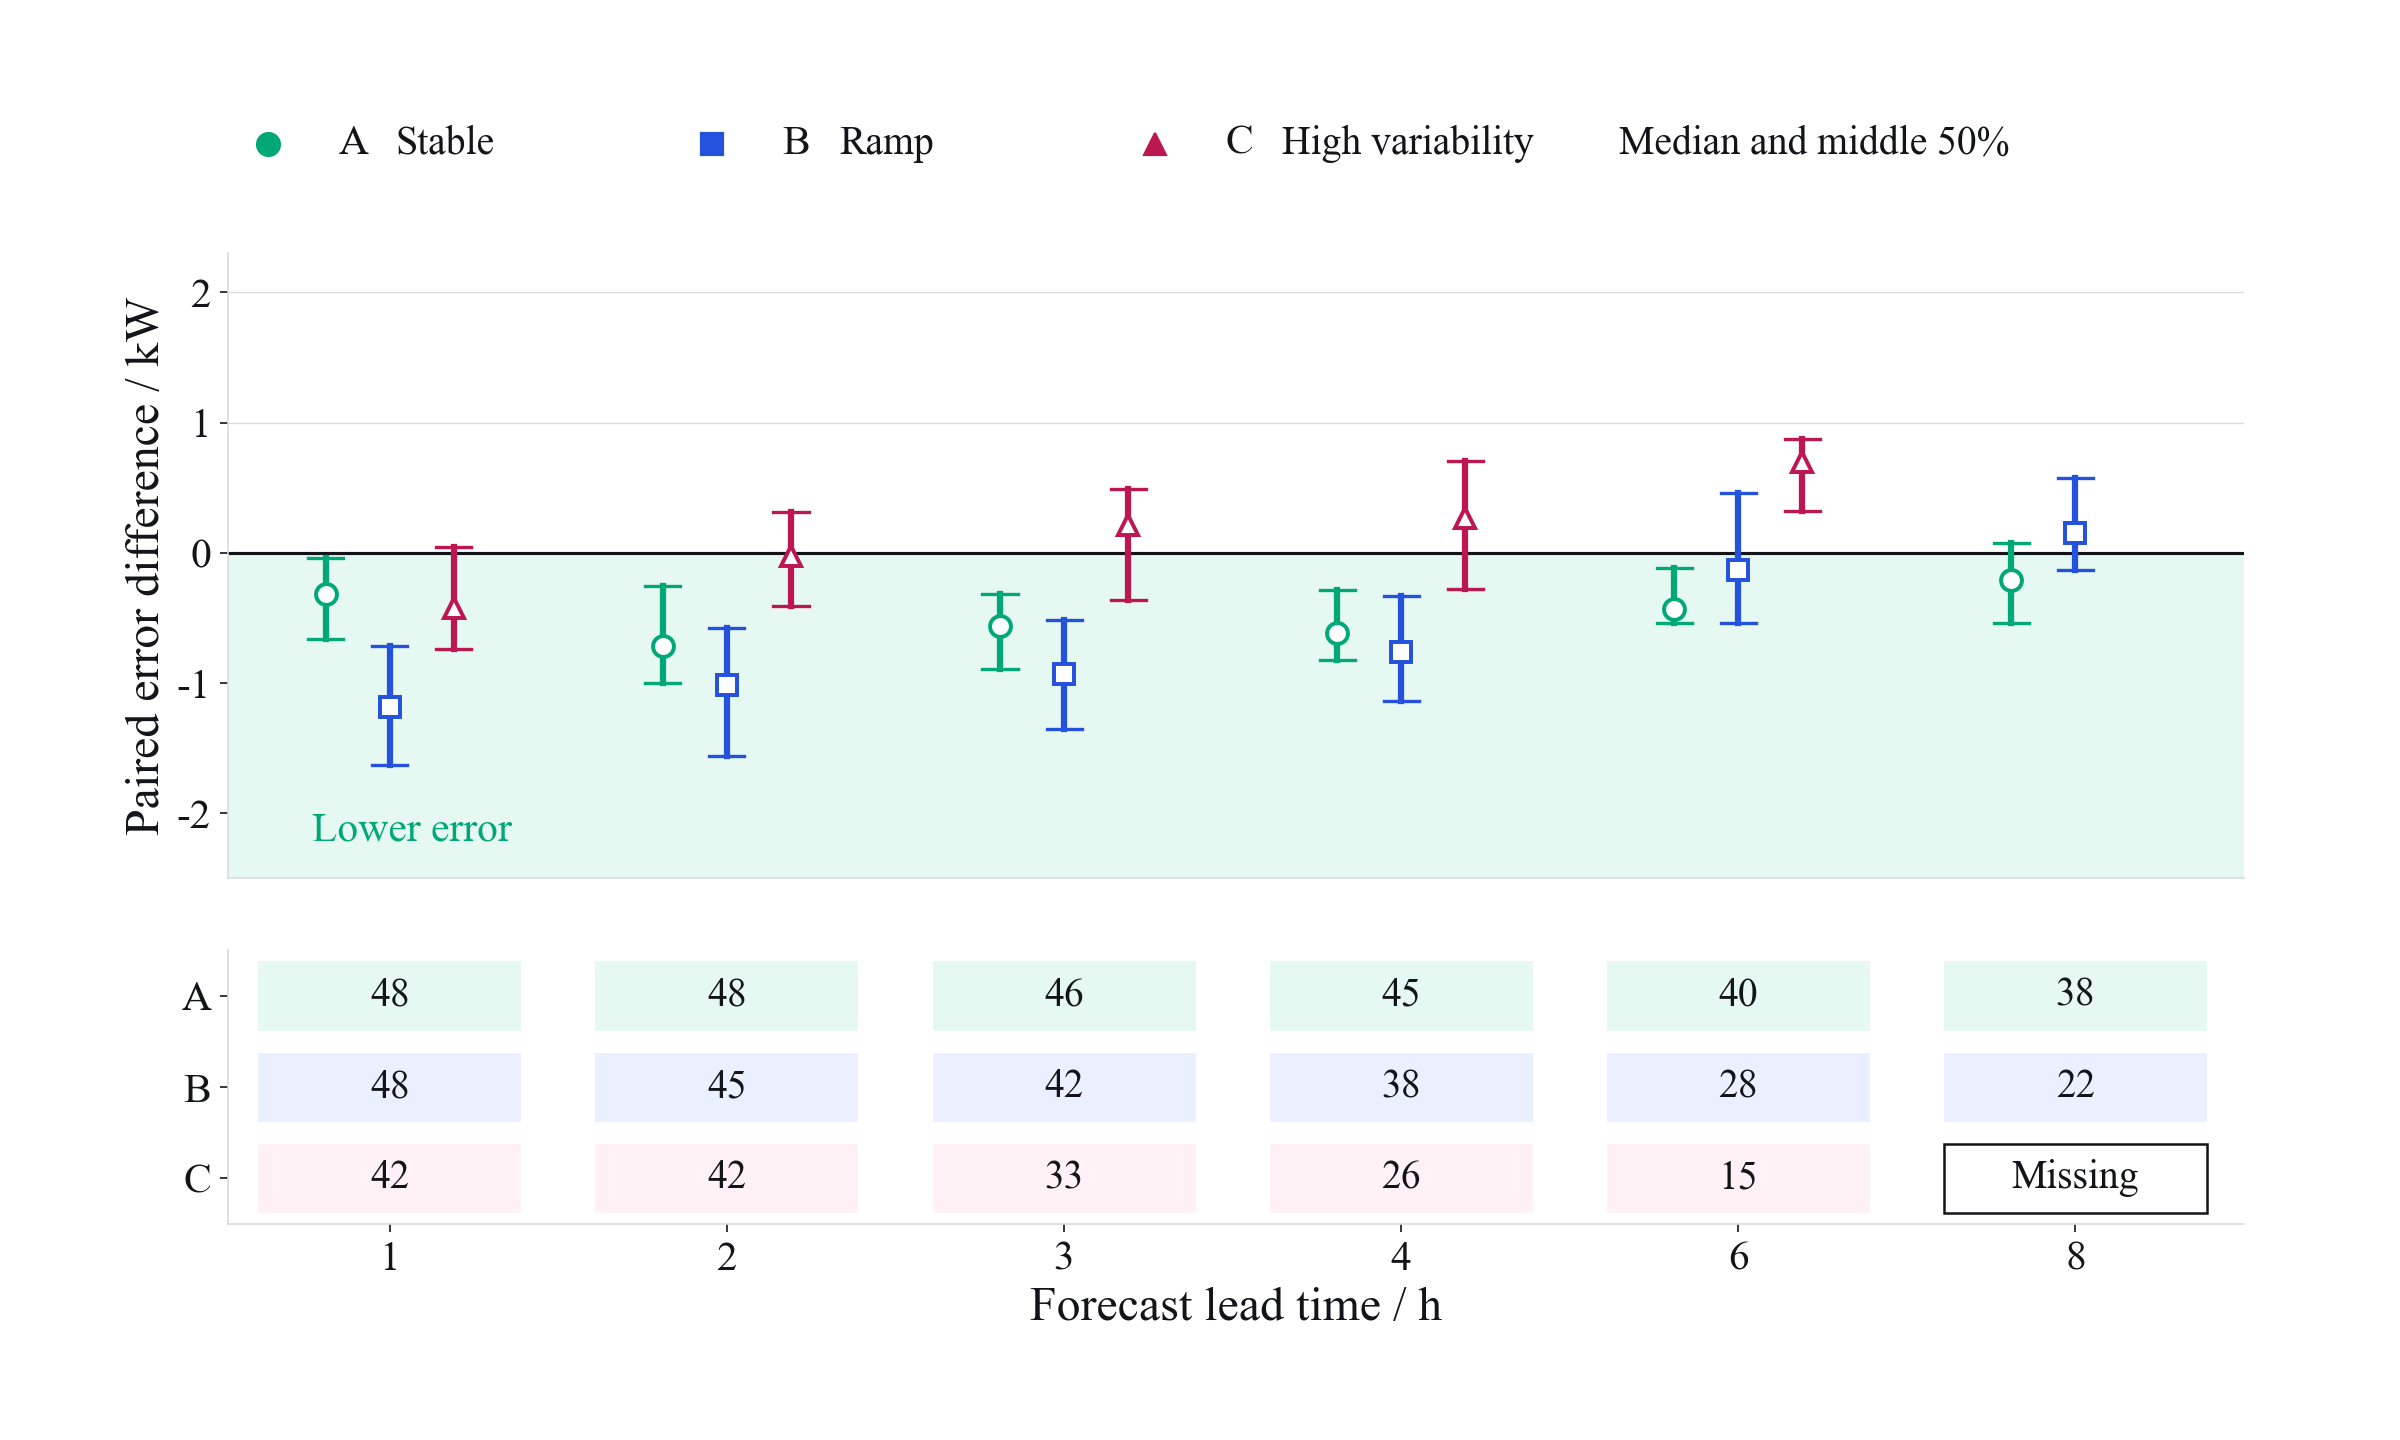 A Stable B Ramp C High variability Median and middle 50%
Paired error difference / kW
2
1
0
-1
-2
Lower error
A 48 48 46 45 40 38
B 48 45 42 38 28 22
C 42 42 33 26 15 Missing
1 2 3 4 6 8
Forecast lead time / h